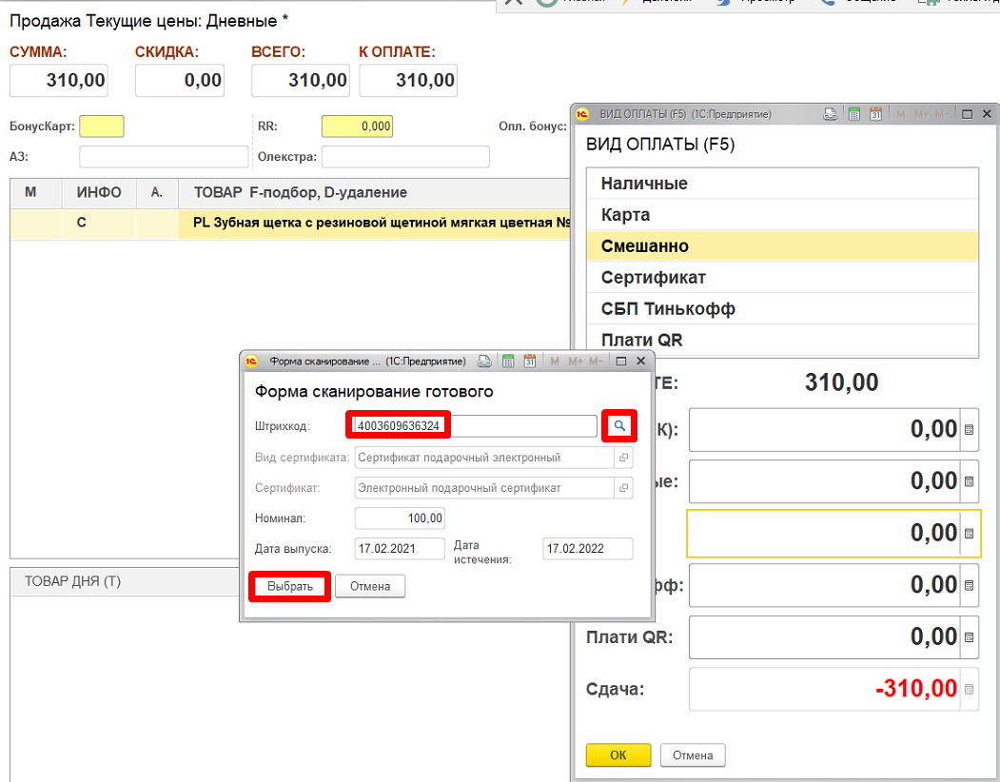 Продажа Текущие цены: Дневные *
СУММА: СКИДКА: ВСЕГО: К ОПЛАТЕ:
310,00 0,00 310,00 310,00
БонусКарт: RR: 0,000 Опл. бонус:
АЗ: Олекстра:
М ИНФО А. ТОВАР F-подбор, D-удаление
С PL Зубная щетка с резиновой щетиной мягкая цветная №
ТОВАР ДНЯ (T)
ВИД ОПЛАТЫ (F5) (1С:Предприятие) M M+ M-
ВИД ОПЛАТЫ (F5)
Наличные
Карта
Смешанно
Сертификат
СБП Тинькофф
Плати QR
ТЕ: 310,00
К): 0,00
ые: 0,00
0,00
фф: 0,00
Плати QR: 0,00
Сдача: -310,00
ОК Отмена
Форма сканирование ... (1С:Предприятие) M M+ M-
Форма сканирование готового
Штрихкод: 4003609636324
Вид сертификата: Сертификат подарочный электронный
Сертификат: Электронный подарочный сертификат
Номинал: 100,00
Дата выпуска: 17.02.2021 Дата истечения: 17.02.2022
Выбрать Отмена